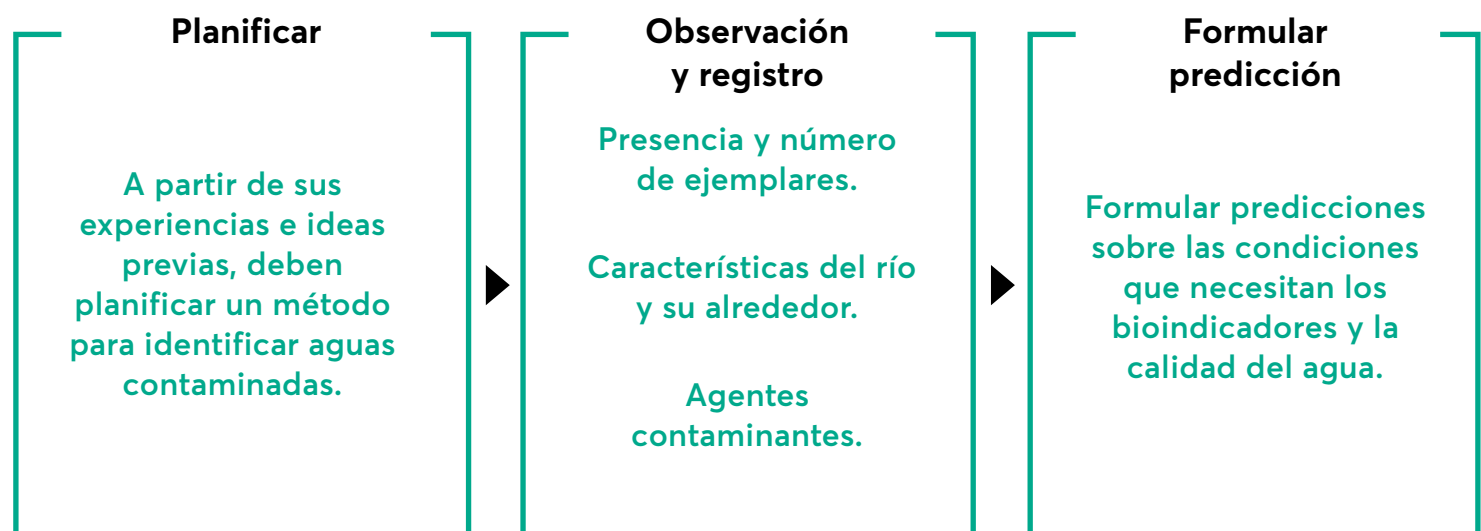 Planificar
A partir de sus
experiencias e ideas
previas, deben
planificar un método
para identificar aguas
contaminadas.
Observación
y registro
Presencia y número
de ejemplares.
Características del río
y su alrededor.
Agentes
contaminantes.
Formular
predicción
Formular predicciones
sobre las condiciones
que necesitan los
bioindicadores y la
calidad del agua.